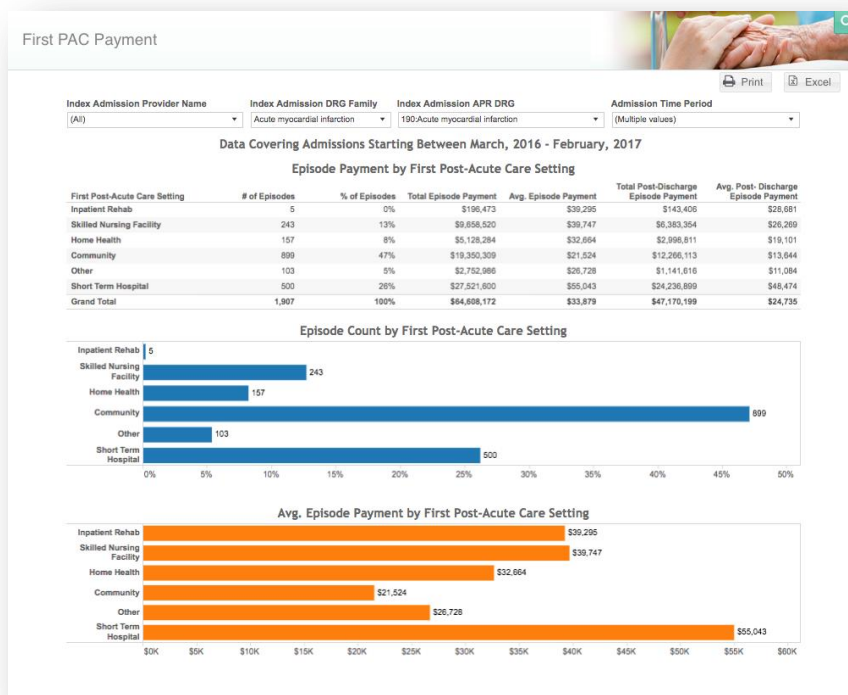 First PAC Payment
Print Excel
Index Admission Provider Name Index Admission DRG Family Index Admission APR DRG Admission Time Period
(All) Acute myocardial infarction 190:Acute myocardial infarction (Multiple values)
Data Covering Admissions Starting Between March, 2016 - February, 2017
Episode Payment by First Post-Acute Care Setting
Total Post-Discharge Avg. Post- Discharge
First Post-Acute Care Setting # of Episodes % of Episodes Total Episode Payment Avg. Episode Payment Episode Payment Episode Payment
Inpatient Rehab 5 0% $196,473 $39,295 $143,406 $28,681
Skilled Nursing Facility 243 13% $9,658,520 $39,747 $6,383,354 $26,269
Home Health 157 8% $5,128,284 $32,664 $2,998,811 $19,101
Community 899 47% $19,350,309 $21,524 $12,266,113 $13,644
Other 103 5% $2,752,986 $26,728 $1,141,616 $11,084
Short Term Hospital 500 26% $27,521,600 $55,043 $24,236,899 $48,474
Grand Total 1,907 100% $64,608,172 $33,879 $47,170,199 $24,735
Episode Count by First Post-Acute Care Setting
Inpatient Rehab 5
Skilled Nursing
Facility 243
Home Health 157
Community 899
Other 103
Short Term
Hospital 500
0% 5% 10% 15% 20% 25% 30% 35% 40% 45% 50%
Avg. Episode Payment by First Post-Acute Care Setting
Inpatient Rehab $39,295
Skilled Nursing
Facility $39,747
Home Health $32,664
Community $21,524
Other $26,728
Short Term
Hospital $55,043
$0K $5K $10K $15K $20K $25K $30K $35K $40K $45K $50K $55K $60K